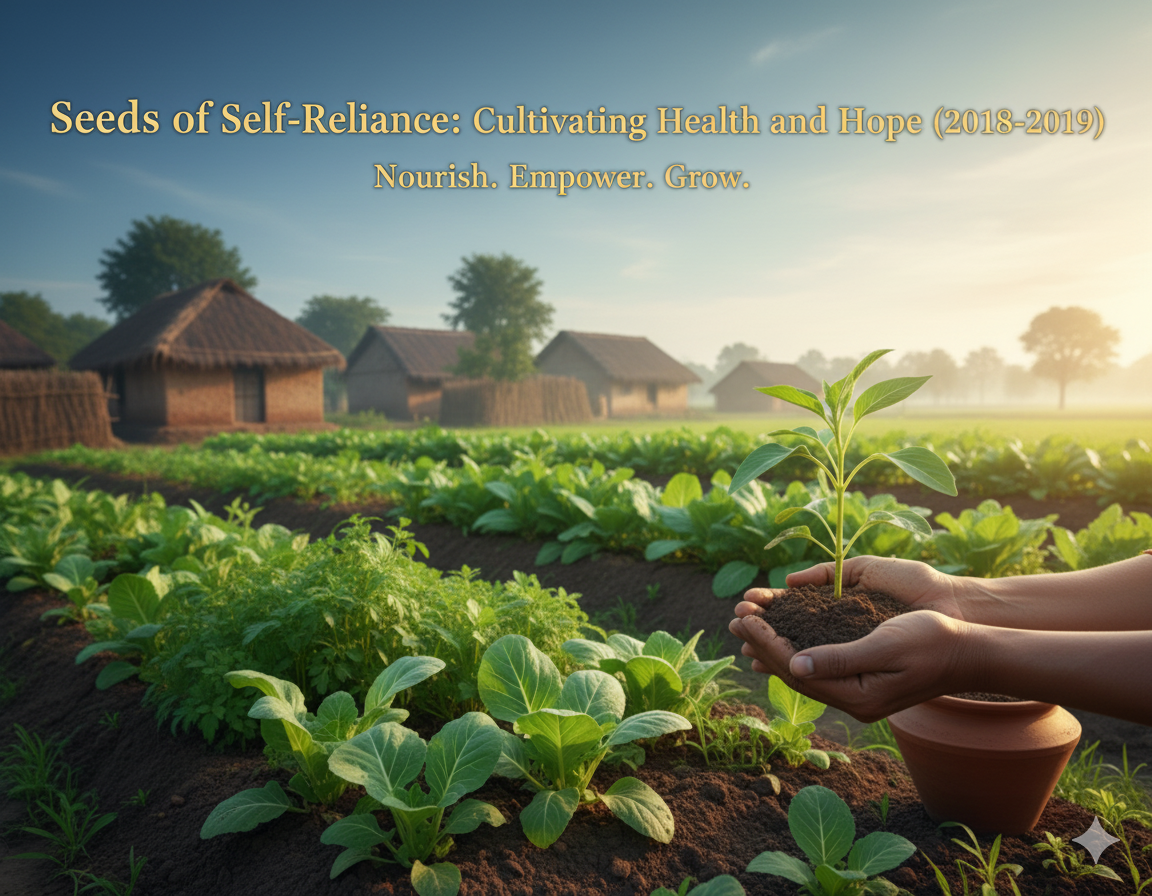 Seeds of Self-Reliance: Cultivating Health and Hope (2018-2019)
Nourish. Empower. Grow.